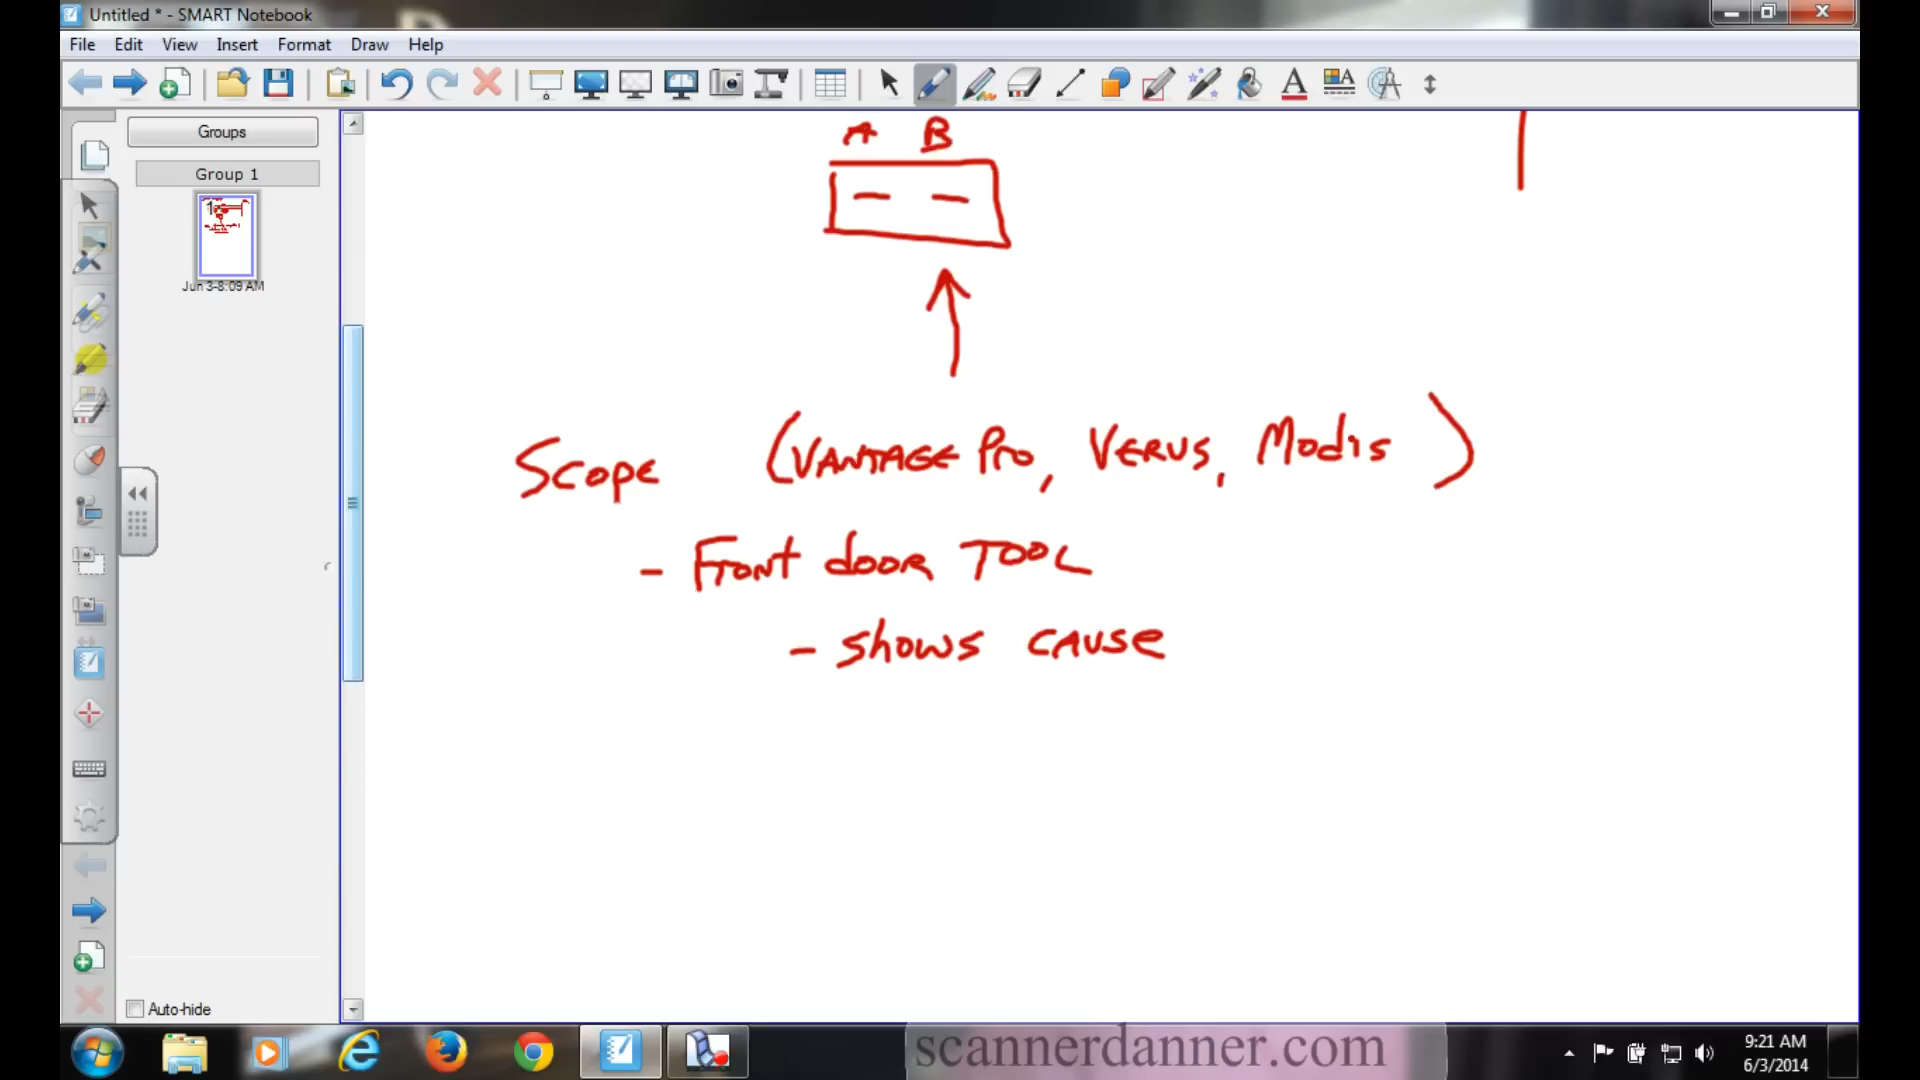 Untitled * - SMART Notebook
File Edit View Insert Format Draw Help
Groups
Group 1
1
Jun 3-8:09 AM
A B
Scope (VANTAGE Pro, VERUS, Modis)
- Front door TOOL
- shows CAUSE
Auto-hide
scannerdanner.com
9:21 AM
6/3/2014